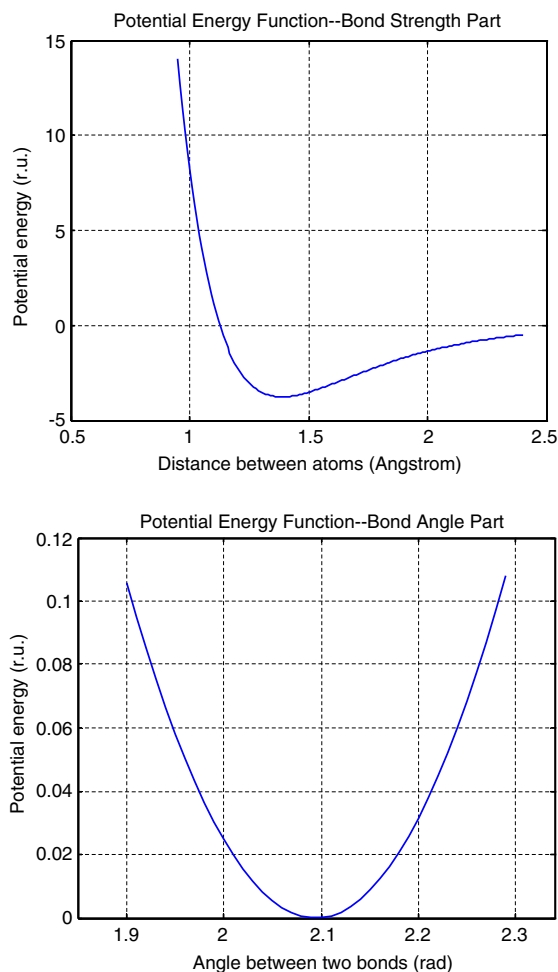 Potential Energy Function--Bond Strength Part
15
10
5
0
-5
Potential energy (r.u.)
0.5 1 1.5 2 2.5
Distance between atoms (Angstrom)
Potential Energy Function--Bond Angle Part
0.12
0.1
0.08
0.06
0.04
0.02
0
Potential energy (r.u.)
1.9 2 2.1 2.2 2.3
Angle between two bonds (rad)